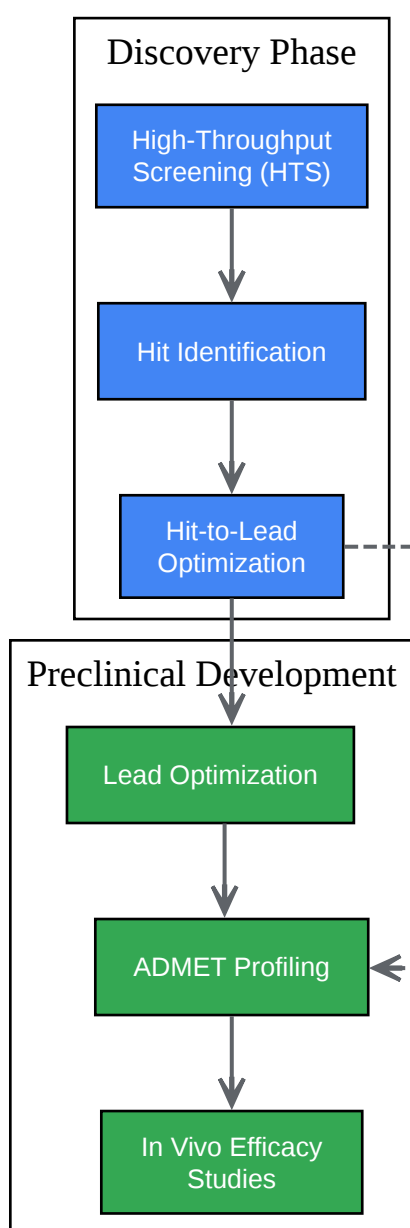 Discovery Phase
High-Throughput
Screening (HTS)
Hit Identification
Hit-to-Lead
Optimization
Preclinical Development
Lead Optimization
ADMET Profiling
In Vivo Efficacy
Studies